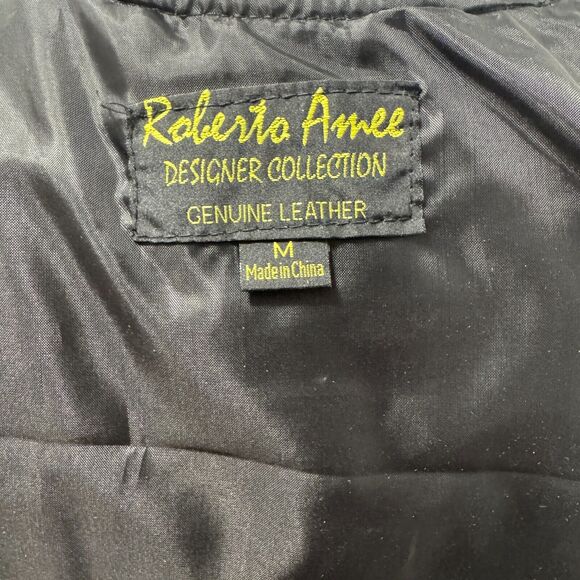 Roberto Amee
DESIGNER COLLECTION
GENUINE LEATHER
M
Made in China